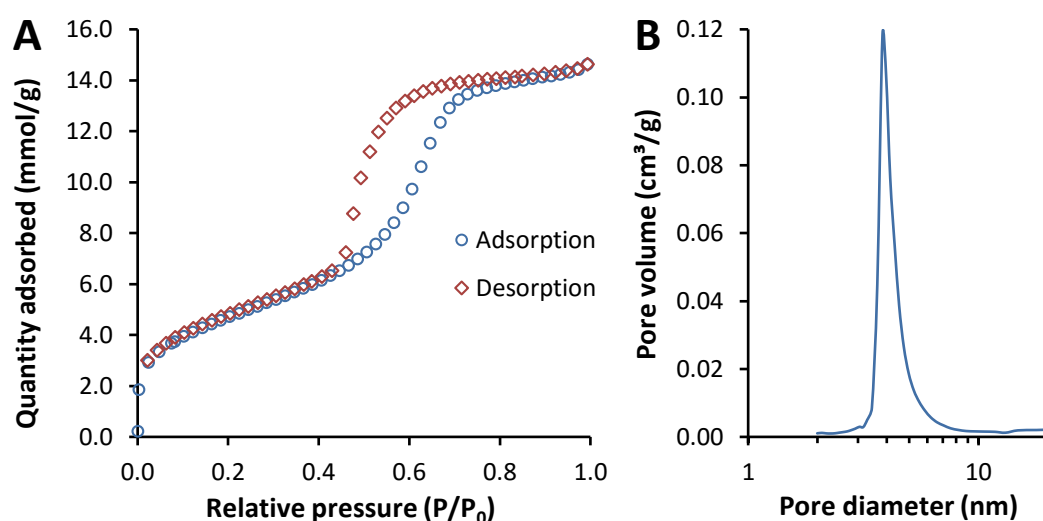 A
Quantity adsorbed (mmol/g)
16.0
14.0
12.0
10.0
8.0
6.0
4.0
2.0
0.0
0.0 0.2 0.4 0.6 0.8 1.0
Relative pressure (P/P₀)
Adsorption
Desorption
B
Pore volume (cm³/g)
0.12
0.10
0.08
0.06
0.04
0.02
0.00
1 10
Pore diameter (nm)